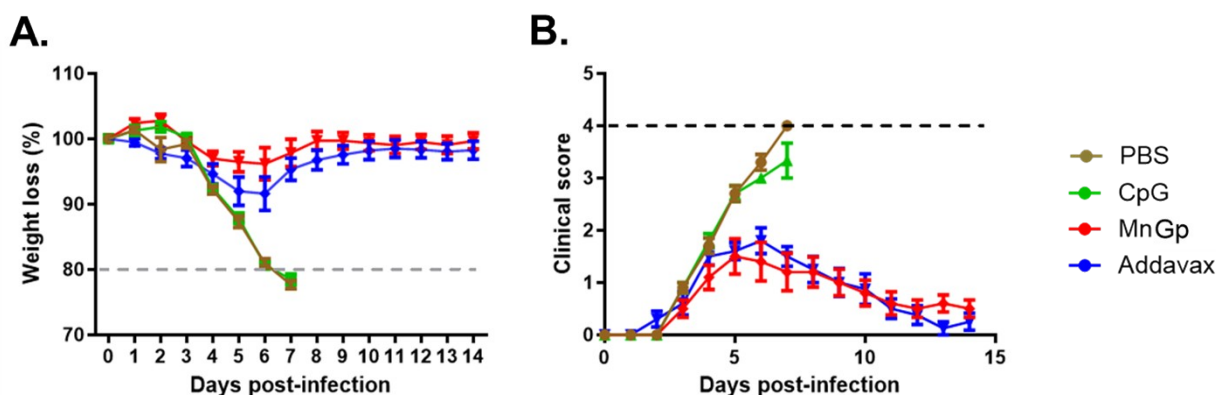 A.
B.
110
100
90
80
70
Weight loss (%)
0 1 2 3 4 5 6 7 8 9 10 11 12 13 14
Days post-infection
5
4
3
2
1
0
Clinical score
0 5 10 15
Days post-infection
PBS
CpG
MnGp
Addavax